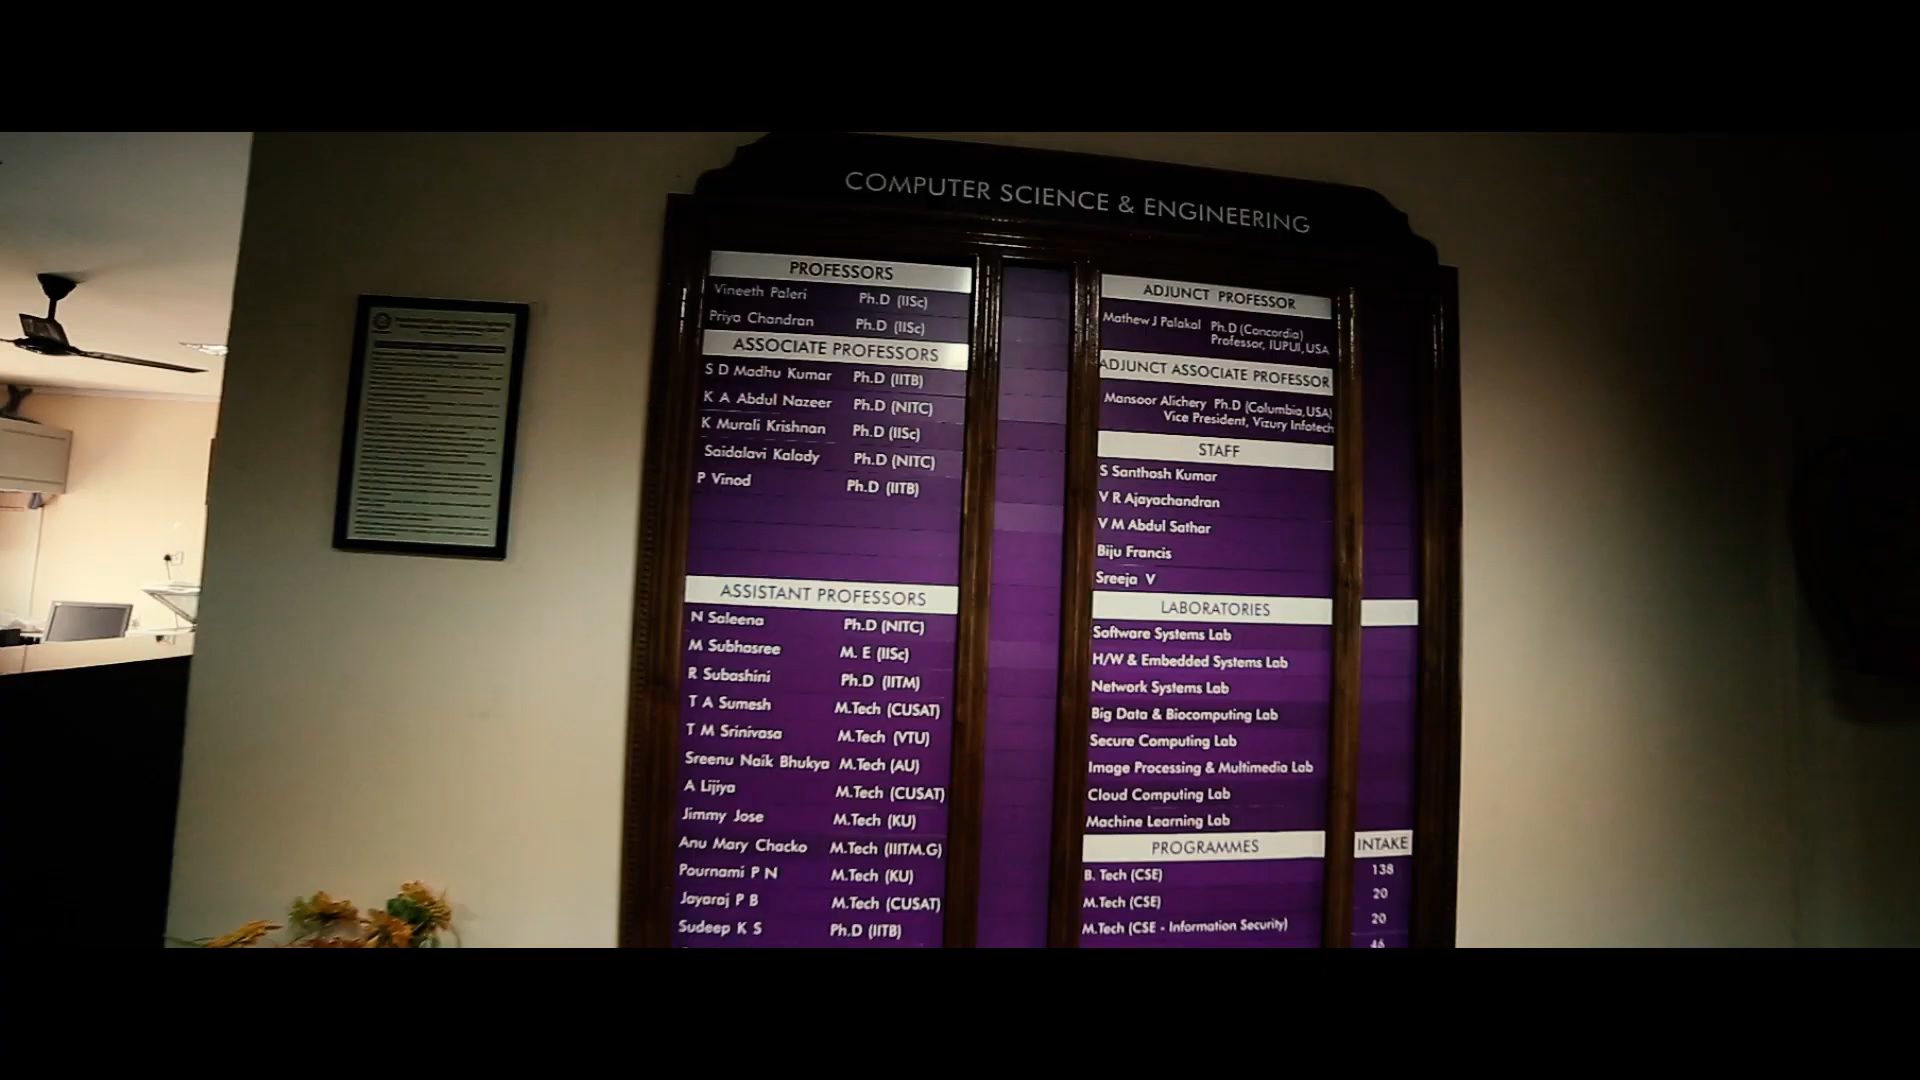 COMPUTER SCIENCE & ENGINEERING
PROFESSORS
Vineeth Paleri Ph.D (IISc)
Priya Chandran Ph.D (IISc)
ASSOCIATE PROFESSORS
S D Madhu Kumar Ph.D (IITB)
K A Abdul Nazeer Ph.D (NITC)
K Murali Krishnan Ph.D (IISc)
Saidalavi Kalady Ph.D (NITC)
P Vinod Ph.D (IITB)
ASSISTANT PROFESSORS
N Saleena Ph.D (NITC)
M Subhasree M. E (IISc)
R Subashini Ph.D (IITM)
T A Sumesh M.Tech (CUSAT)
T M Srinivasa M.Tech (VTU)
Sreenu Naik Bhukya M.Tech (AU)
A Lijiya M.Tech (CUSAT)
Jimmy Jose M.Tech (KU)
Anu Mary Chacko M.Tech (IIITM.G)
Pournami P N M.Tech (KU)
Jayaraj P B M.Tech (CUSAT)
Sudeep K S Ph.D (IITB)
ADJUNCT PROFESSOR
Mathew J Palakal Ph.D (Concordia)
Professor, IUPUI, USA
ADJUNCT ASSOCIATE PROFESSOR
Mansoor Alichery Ph.D (Columbia,USA)
Vice President, Vizury Infotech
STAFF
S Santhosh Kumar
V R Ajayachandran
V M Abdul Sathar
Biju Francis
Sreeja V
LABORATORIES
Software Systems Lab
H/W & Embedded Systems Lab
Network Systems Lab
Big Data & Biocomputing Lab
Secure Computing Lab
Image Processing & Multimedia Lab
Cloud Computing Lab
Machine Learning Lab
PROGRAMMES INTAKE
B. Tech (CSE) 138
M.Tech (CSE) 20
M.Tech (CSE - Information Security) 20
46